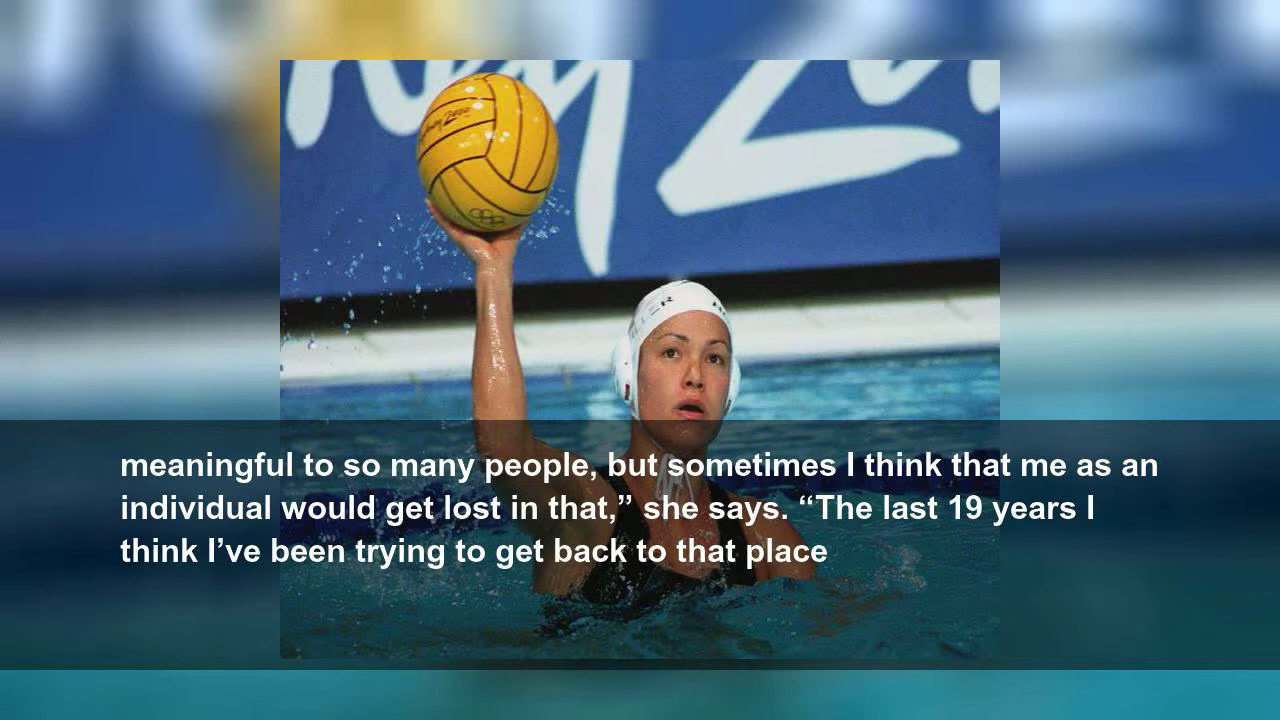 meaningful to so many people, but sometimes I think that me as an
individual would get lost in that,” she says. “The last 19 years I
think I’ve been trying to get back to that place